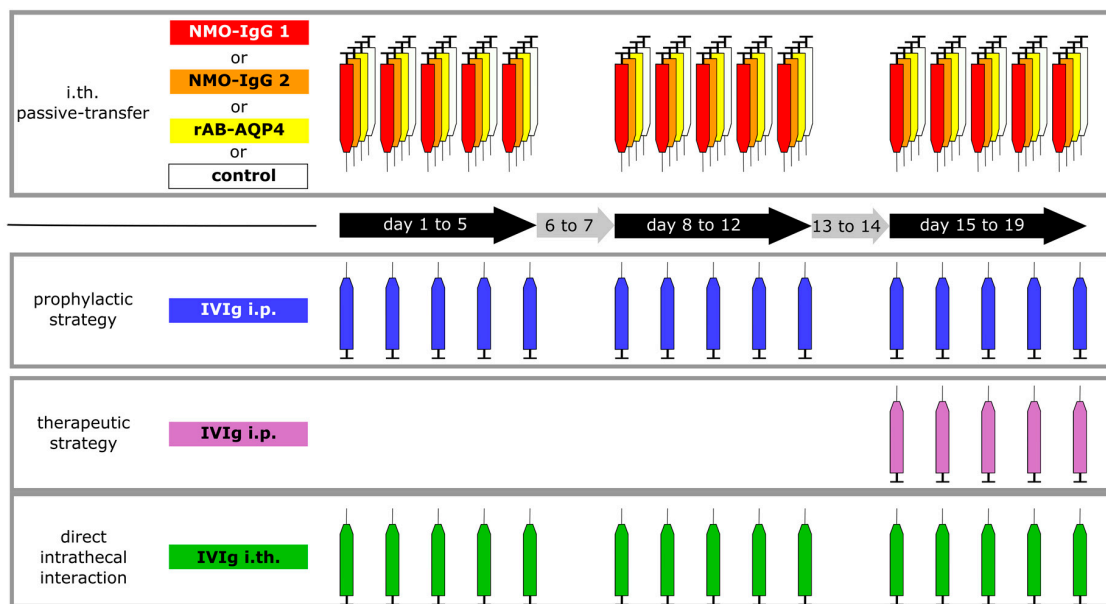 i.th.
passive-transfer
NMO-IgG 1
or
NMO-IgG 2
or
rAB-AQP4
or
control
day 1 to 5
6 to 7
day 8 to 12
13 to 14
day 15 to 19
prophylactic
strategy
IVIg i.p.
therapeutic
strategy
IVIg i.p.
direct
intrathecal
interaction
IVIg i.th.